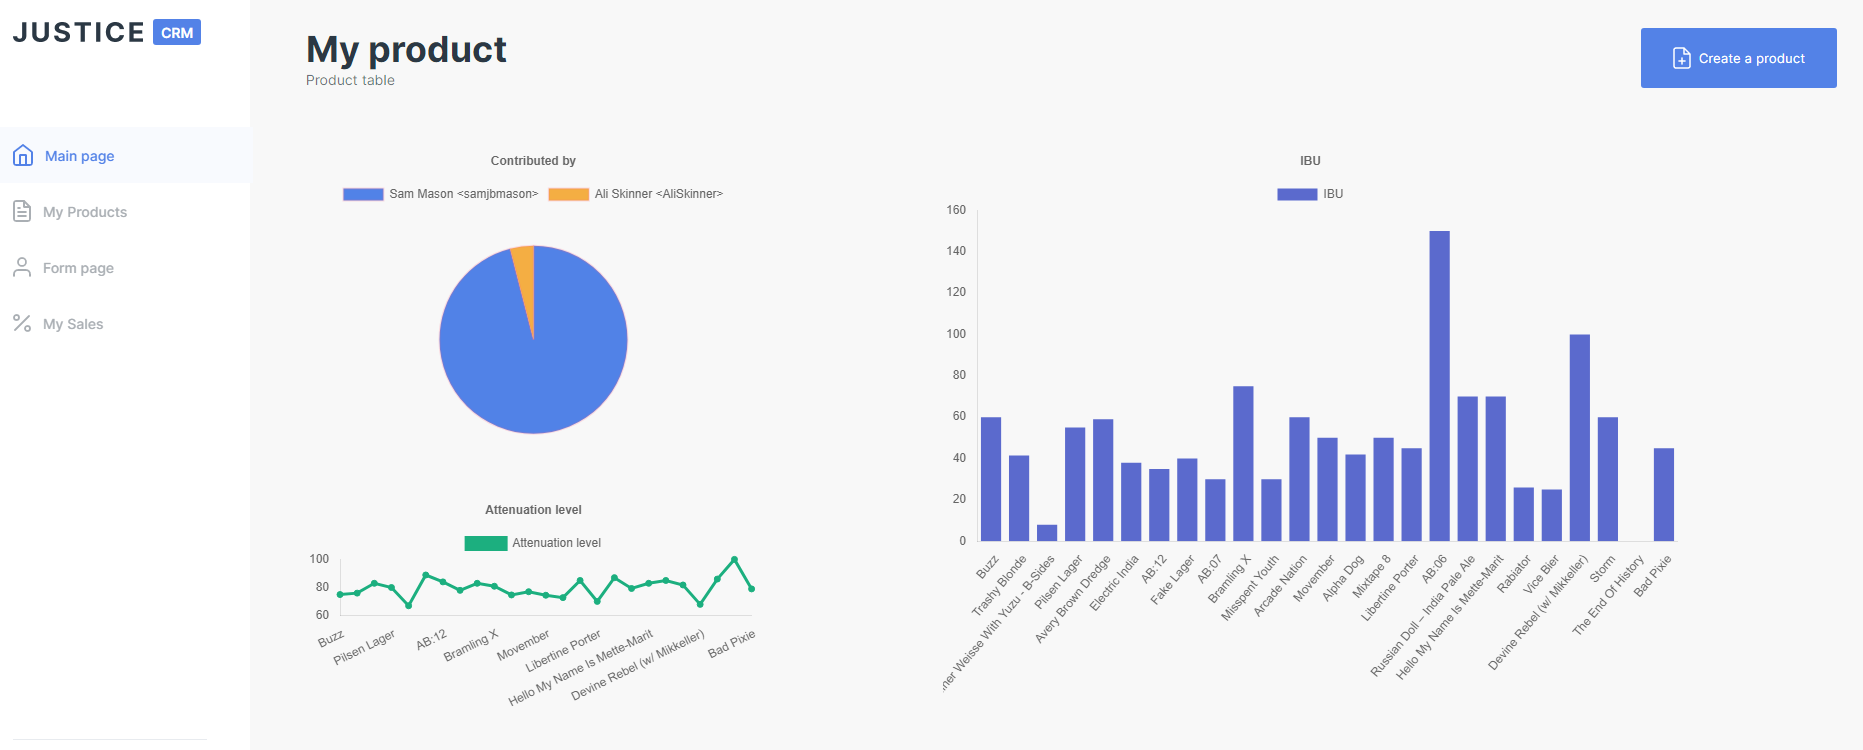 JUSTICE CRM
Main page
My Products
Form page
My Sales
My product
Product table
Create a product
Contributed by
Sam Mason <samjbmason>
Ali Skinner <AliSkinner>
Attenuation level
Attenuation level
100
80
60
Buzz
Pilsen Lager
AB:12
Bramling X
Movember
Libertine Porter
Hello My Name Is Mette-Marit
Devine Rebel (w/ Mikkeller)
Bad Pixie
IBU
IBU
160
140
120
100
80
60
40
20
0
Buzz
Trashy Blonde
Weisse With Yuzu - B-Sides
Pilsen Lager
Avery Brown Dredge
Electric India
AB:12
Fake Lager
AB:07
Bramling X
Misspent Youth
Arcade Nation
Movember
Alpha Dog
Mixtape 8
Libertine Porter
AB:06
Russian Doll – India Pale Ale
Hello My Name Is Mette-Marit
Rabiator
Vice Bier
Devine Rebel (w/ Mikkeller)
Storm
The End Of History
Bad Pixie